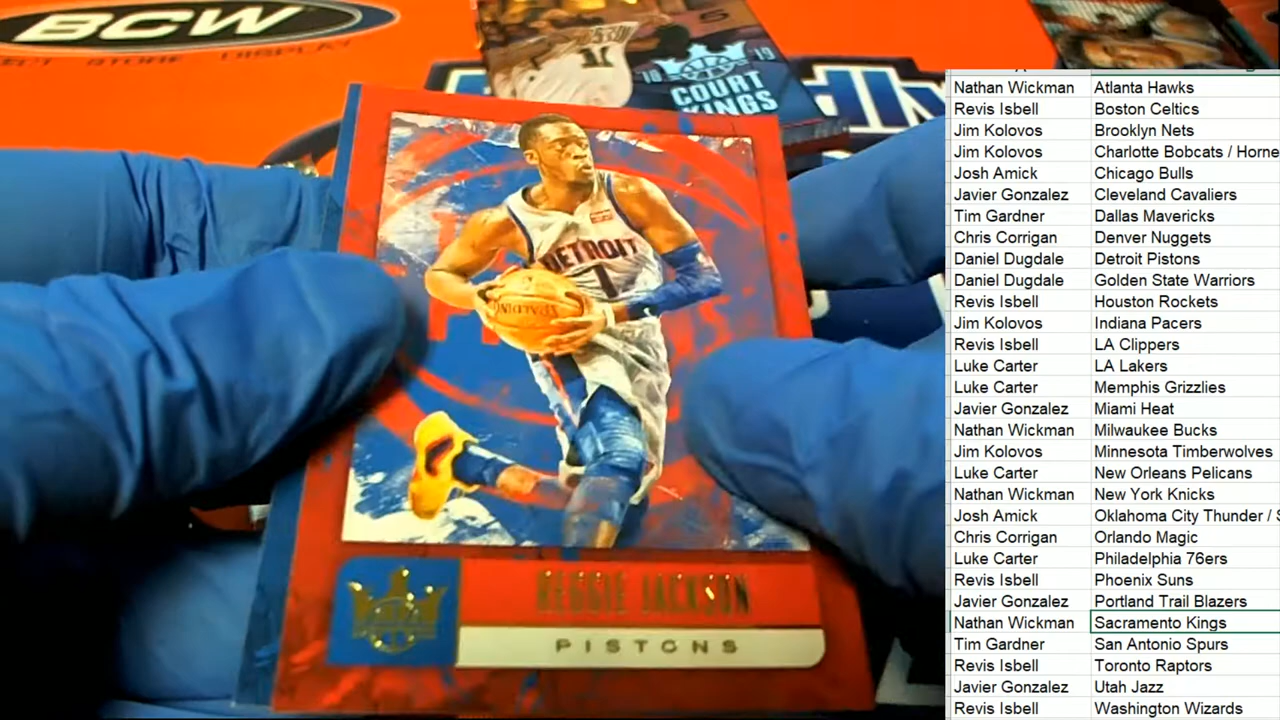 BCW
DISPLAY
5
18 19
COURT
KINGS
DETROIT
SPALDING
REGGIE JACKSON
PISTONS
Nathan Wickman Atlanta Hawks
Revis Isbell Boston Celtics
Jim Kolovos Brooklyn Nets
Jim Kolovos Charlotte Bobcats / Horne
Josh Amick Chicago Bulls
Javier Gonzalez Cleveland Cavaliers
Tim Gardner Dallas Mavericks
Chris Corrigan Denver Nuggets
Daniel Dugdale Detroit Pistons
Daniel Dugdale Golden State Warriors
Revis Isbell Houston Rockets
Jim Kolovos Indiana Pacers
Revis Isbell LA Clippers
Luke Carter LA Lakers
Luke Carter Memphis Grizzlies
Javier Gonzalez Miami Heat
Nathan Wickman Milwaukee Bucks
Jim Kolovos Minnesota Timberwolves
Luke Carter New Orleans Pelicans
Nathan Wickman New York Knicks
Josh Amick Oklahoma City Thunder / S
Chris Corrigan Orlando Magic
Luke Carter Philadelphia 76ers
Revis Isbell Phoenix Suns
Javier Gonzalez Portland Trail Blazers
Nathan Wickman Sacramento Kings
Tim Gardner San Antonio Spurs
Revis Isbell Toronto Raptors
Javier Gonzalez Utah Jazz
Revis Isbell Washington Wizards